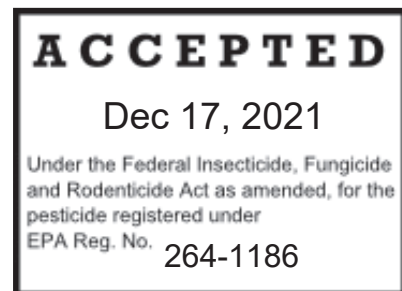 ACCEPTED
Dec 17, 2021
Under the Federal Insecticide, Fungicide
and Rodenticide Act as amended, for the
pesticide registered under
EPA Reg. No. 264-1186